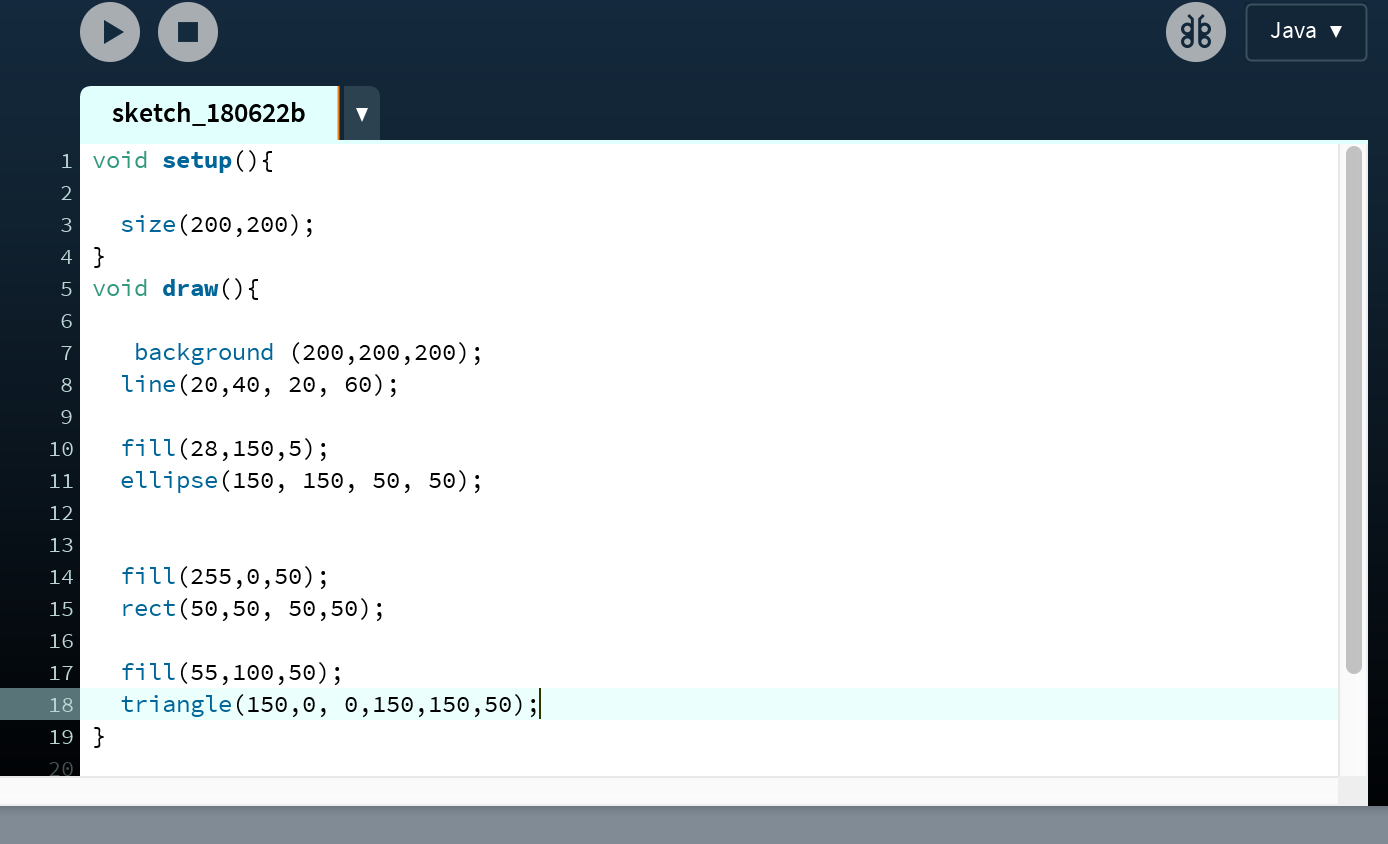 Java ▼
sketch_180622b ▼
1 void setup(){
2
3   size(200,200);
4 }
5 void draw(){
6
7    background (200,200,200);
8   line(20,40, 20, 60);
9
10   fill(28,150,5);
11   ellipse(150, 150, 50, 50);
12
13
14   fill(255,0,50);
15   rect(50,50, 50,50);
16
17   fill(55,100,50);
18   triangle(150,0, 0,150,150,50);
19 }
20